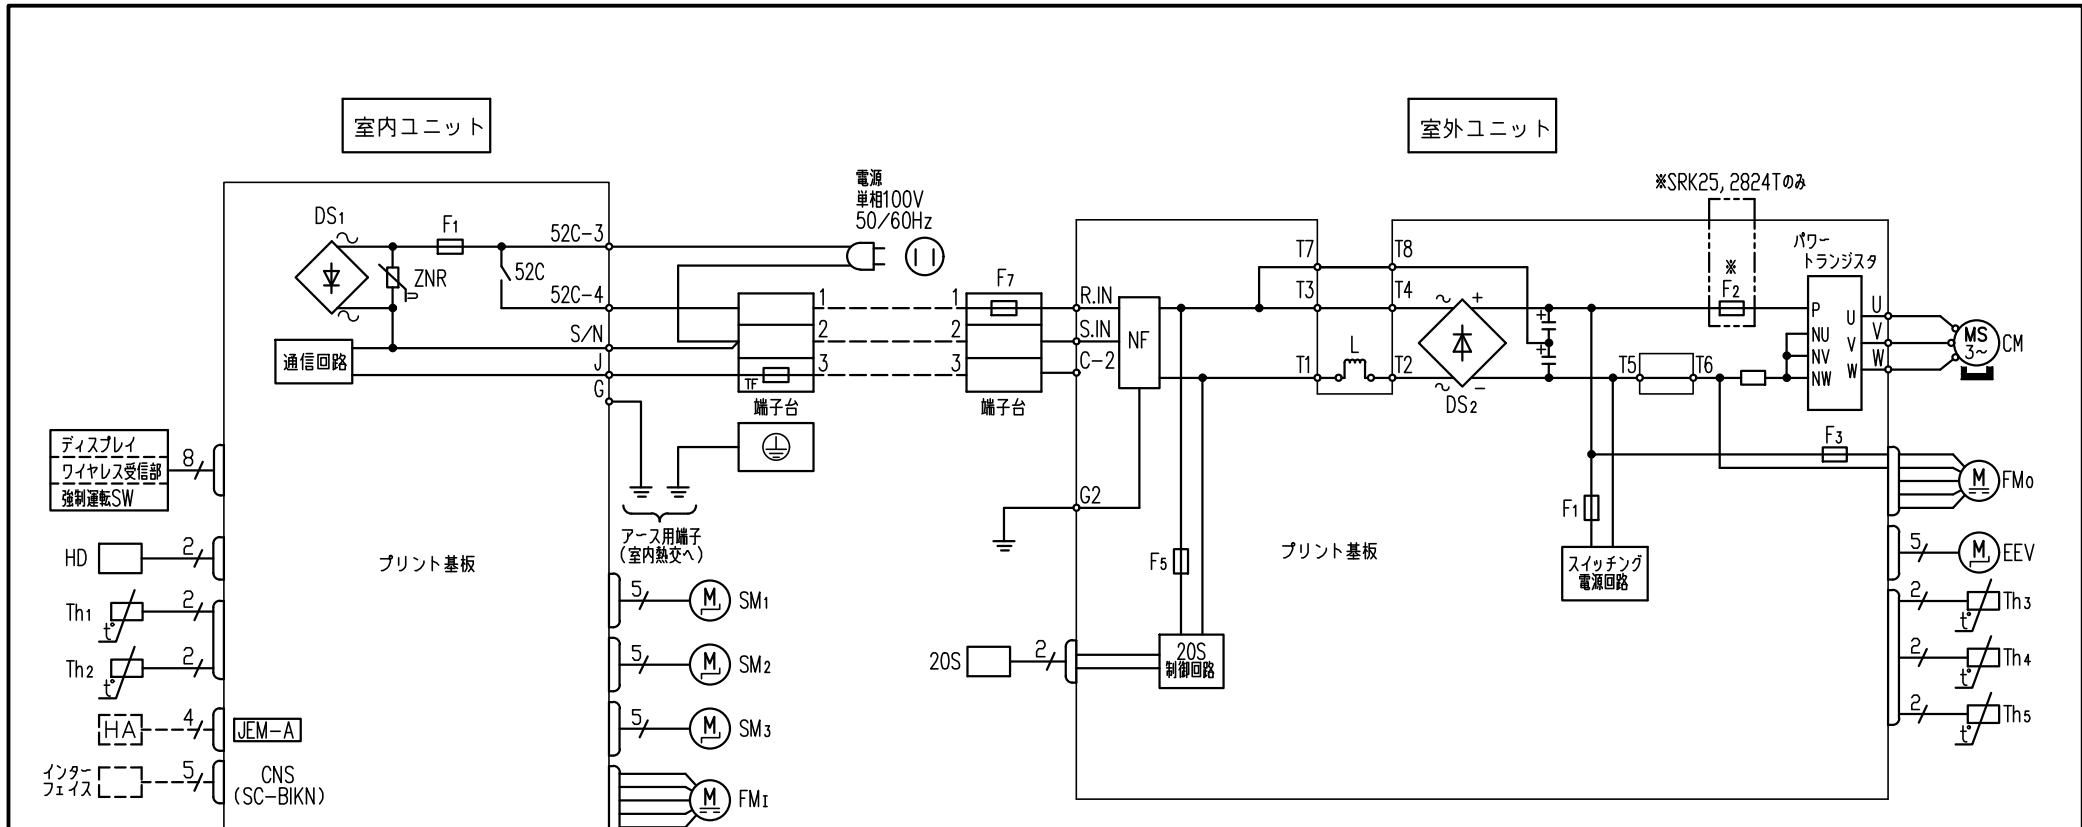 室内ユニット
室外ユニット
電源
単相100V
50/60Hz
※SRK25, 2824Tのみ
DS1
F1
52C-3
ZNR
52C
52C-4
S/N
J
G
通信回路
1
2
3
TF
端子台
1
2
3
F7
端子台
R.IN
S.IN
C-2
NF
G2
T7
T8
T3
T4
T1
L
T2
DS2
+
−
+
+
T5
T6
※
F2
パワー
トランジスタ
P
NU
NV
NW
U
V
W
U
V
W
MS
3~
CM
ディスプレイ
ワイヤレス受信部
強制運転SW
8
HD
2
Th1
t°
2
Th2
t°
2
HA
4
JEM-A
インター
フェイス
5
CNS
(SC-BIKN)
プリント基板
アース用端子
(室内熱交へ)
5
M
SM1
5
M
SM2
5
M
SM3
M
FMI
20S
2
20S
制御回路
F5
プリント基板
F1
スイッチング
電源回路
F3
M
FMo
5
M
EEV
2
t°
Th3
2
t°
Th4
2
t°
Th5